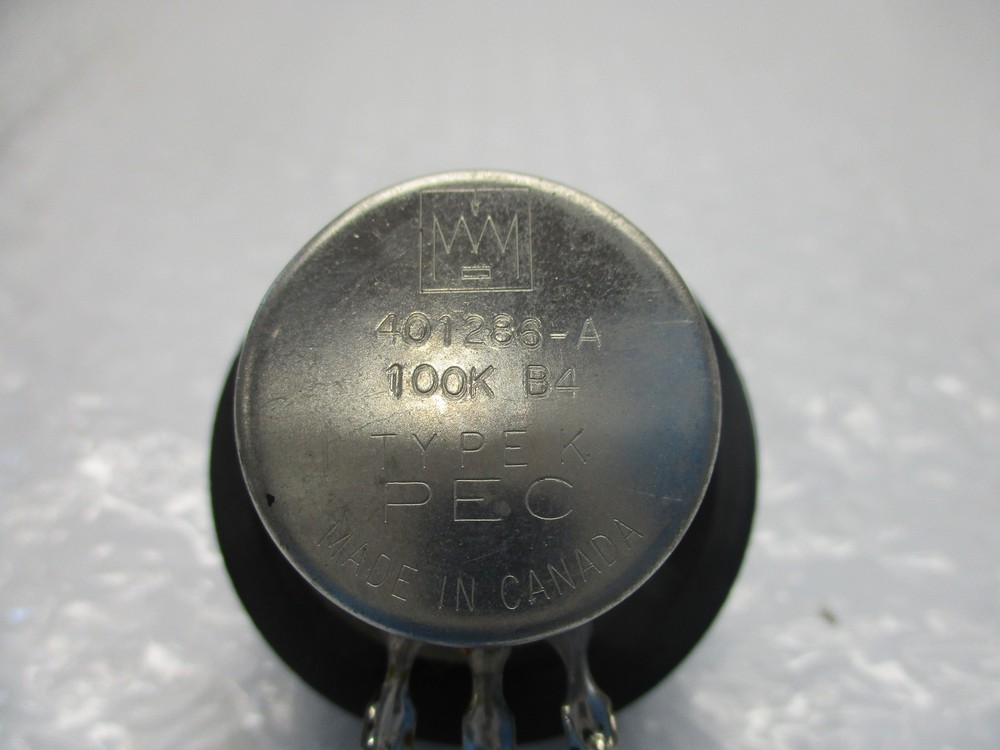 401286-A
100K B4
TYPE K
PEC
MADE IN CANADA